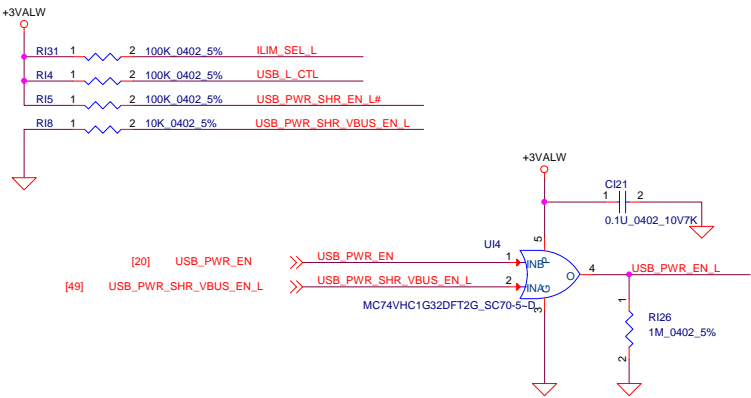 +3VALW
RI31 1 2 100K_0402_5% ILIM_SEL_L
RI4 1 2 100K_0402_5% USB_L_CTL
RI5 1 2 100K_0402_5% USB_PWR_SHR_EN_L#
RI8 1 2 10K_0402_5% USB_PWR_SHR_VBUS_EN_L
+3VALW
CI21
1 2
0.1U_0402_10V7K
5
UI4
[20] USB_PWR_EN USB_PWR_EN 1 INB P
O 4 USB_PWR_EN_L
[49] USB_PWR_SHR_VBUS_EN_L USB_PWR_SHR_VBUS_EN_L 2 INA G
MC74VHC1G32DFT2G_SC70-5~D
3
1
RI26
1M_0402_5%
2